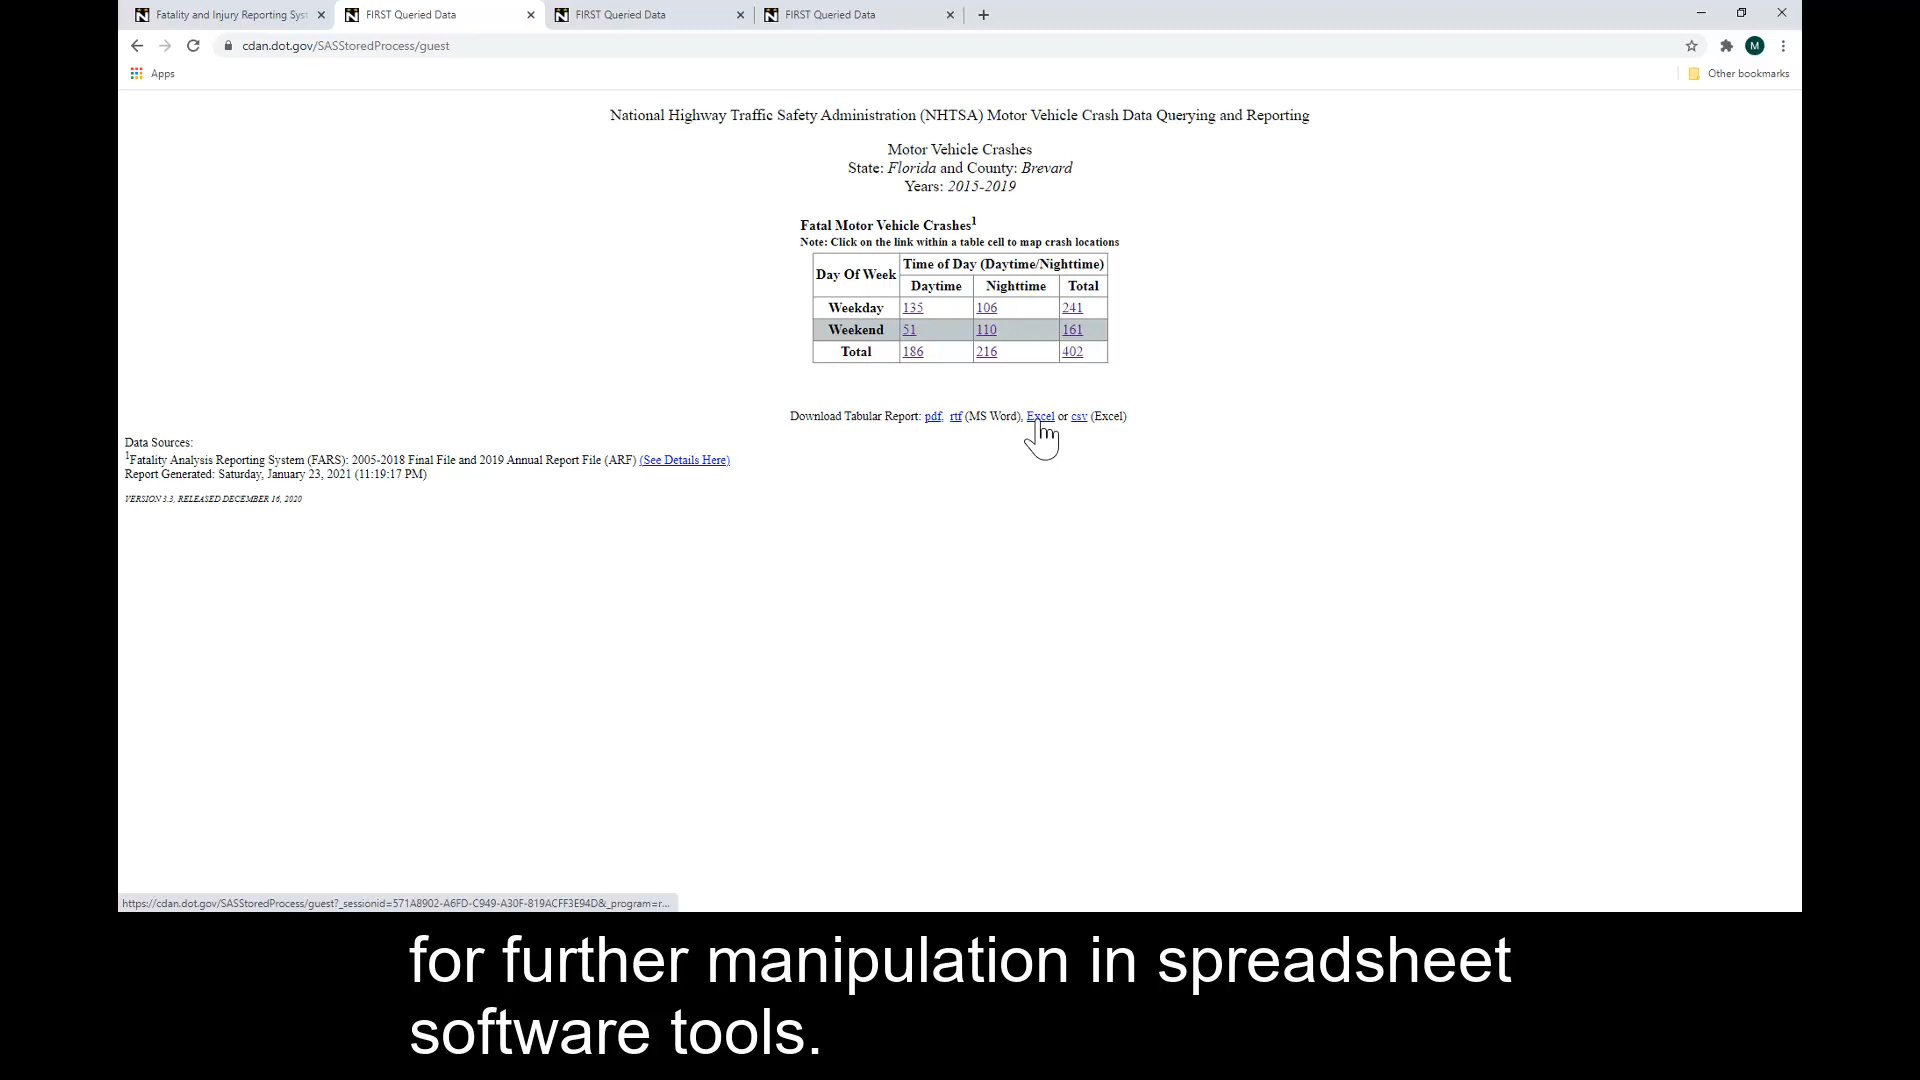 Fatality and Injury Reporting Syst
FIRST Queried Data
FIRST Queried Data
FIRST Queried Data
cdan.dot.gov/SASStoredProcess/guest
M
Apps
Other bookmarks
National Highway Traffic Safety Administration (NHTSA) Motor Vehicle Crash Data Querying and Reporting
Motor Vehicle Crashes
State: Florida and County: Brevard
Years: 2015-2019
Fatal Motor Vehicle Crashes1
Note: Click on the link within a table cell to map crash locations
Day Of Week Time of Day (Daytime/Nighttime)
Daytime Nighttime Total
Weekday 135 106 241
Weekend 51 110 161
Total 186 216 402
Download Tabular Report: pdf, rtf (MS Word), Excel or csv (Excel)
Data Sources:
1Fatality Analysis Reporting System (FARS): 2005-2018 Final File and 2019 Annual Report File (ARF) (See Details Here)
Report Generated: Saturday, January 23, 2021 (11:19:17 PM)
VERSION 3.3, RELEASED DECEMBER 16, 2020
https://cdan.dot.gov/SASStoredProcess/guest?_sessionid=571A8902-A6FD-C949-A30F-819ACFF3E94D&_program=r...
for further manipulation in spreadsheet
software tools.